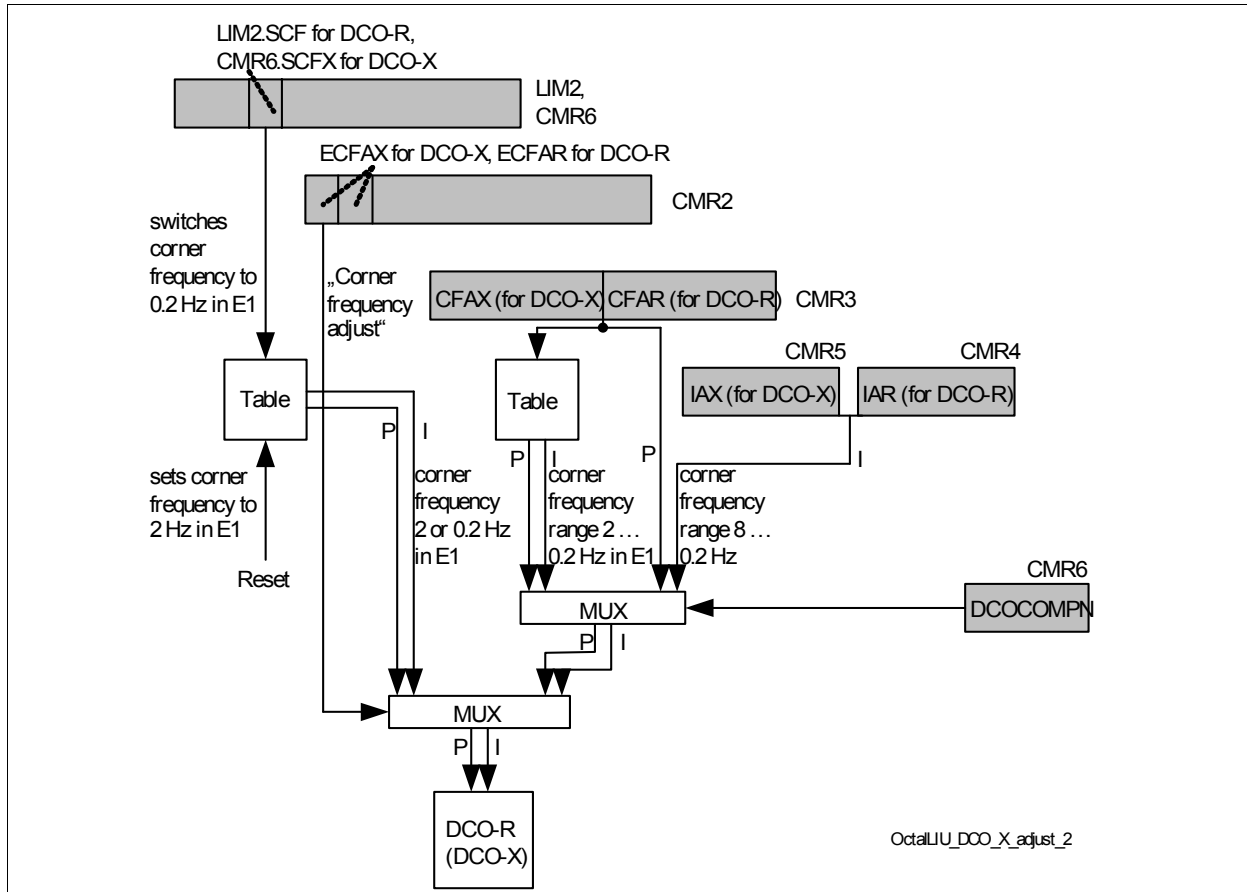 LIM2.SCF for DCO-R,
CMR6.SCFX for DCO-X
LIM2,
CMR6
ECFAX for DCO-X, ECFAR for DCO-R
CMR2
switches
corner
frequency to
0.2 Hz in E1
„Corner
frequency
adjust“
CFAX (for DCO-X)
CFAR (for DCO-R)
CMR3
CMR5
CMR4
IAX (for DCO-X)
IAR (for DCO-R)
Table
Table
P
I
P
I
P
I
sets corner
frequency to
2 Hz in E1
Reset
corner
frequency
2 or 0.2 Hz
in E1
corner
frequency
range 2 ...
0.2 Hz in E1
corner
frequency
range 8 ...
0.2 Hz
CMR6
DCOCOMPN
MUX
P
I
MUX
P
I
DCO-R
(DCO-X)
OctalLIU_DCO_X_adjust_2